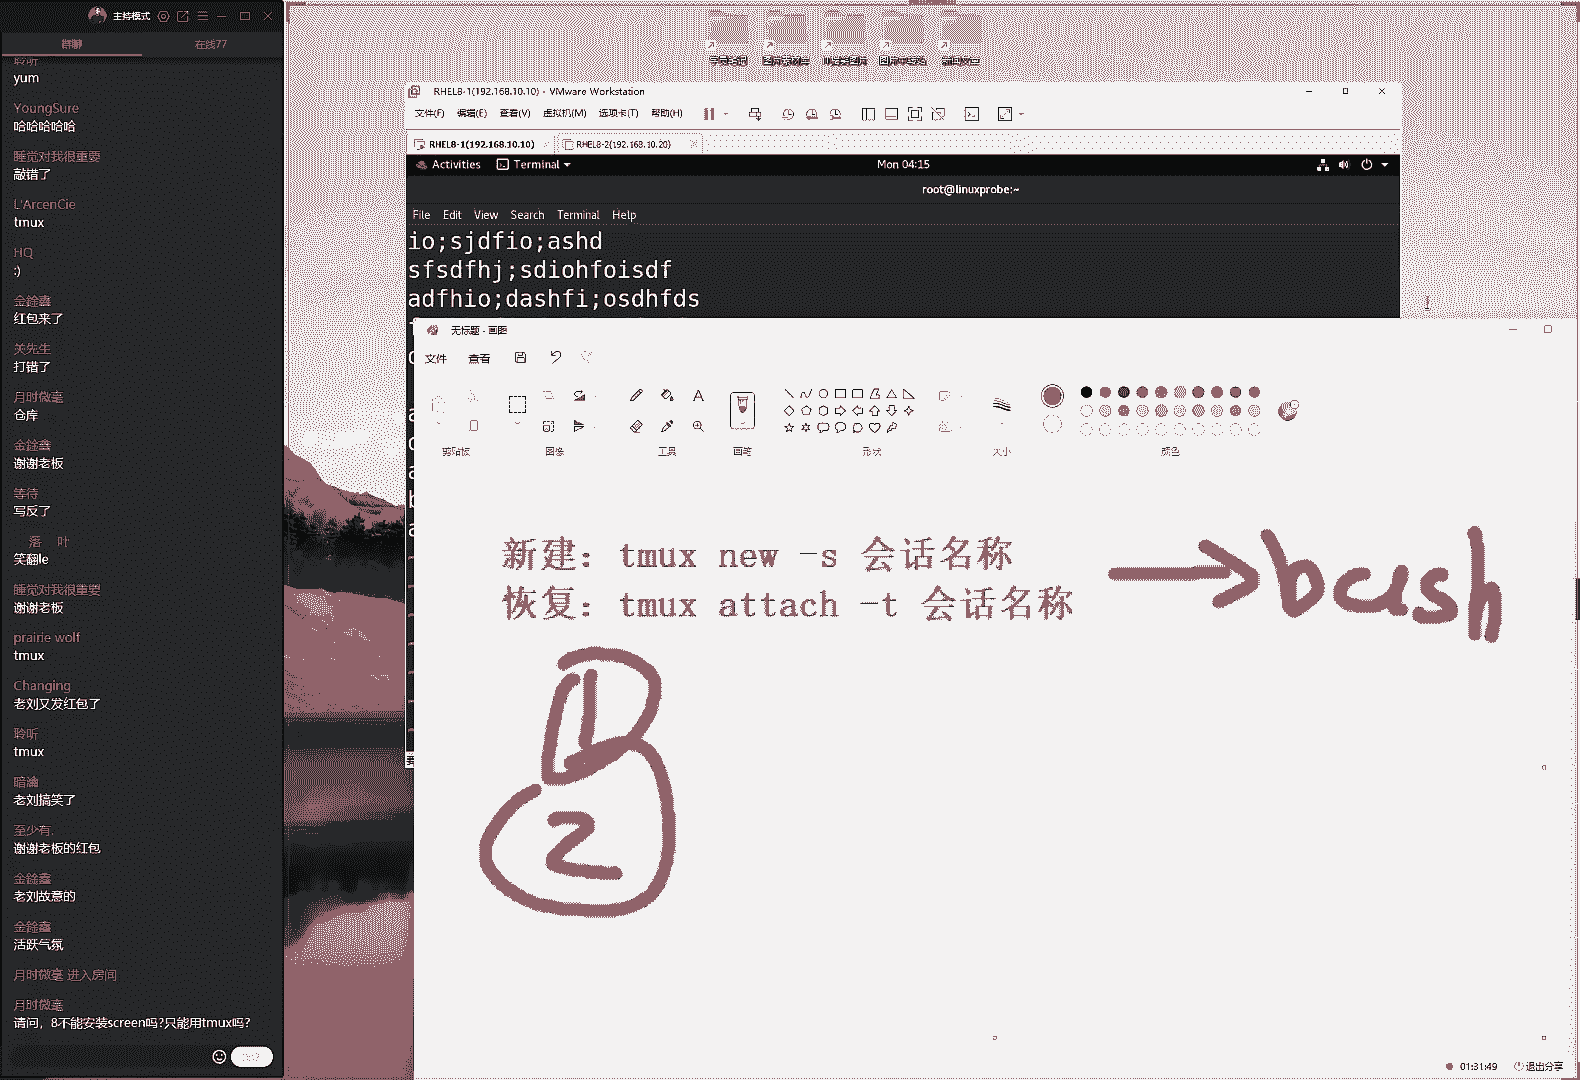 主持模式
群聊
在线77
聆听
yum
YoungSure
哈哈哈哈哈
睡觉对我很重要
敲错了
L'ArcenCie
tmux
HQ
:)
金銓鑫
红包来了
关先生
打错了
月时微毫
仓库
金銓鑫
谢谢老板
等待
写反了
落 叶
笑翻le
睡觉对我很重要
谢谢老板
prairie wolf
tmux
Changing
老刘又发红包了
聆听
tmux
老刘搞笑了
至少有.
谢谢老板的红包
金銓鑫
老刘故意的
金銓鑫
活跃气氛
月时微毫 进入房间
月时微毫
请问，8不能安装screen吗?只能用tmux吗?
RHEL8-1(192.168.10.10) - VMware Workstation
文件(F) 编辑(E) 查看(V) 虚拟机(M) 选项卡(T) 帮助(H)
RHEL8-1(192.168.10.10) RHEL8-2(192.168.10.20)
Activities Terminal Mon 04:15
root@linuxprobe:~
File Edit View Search Terminal Help
io;sjdfio;ashd
sfsdfhj;sdiohfoisdf
adfhio;dashfi;osdhfds
无标题 - 画图
文件 查看
剪贴板 图像 工具 画笔 形状 大小 颜色
新建：tmux new -s 会话名称
恢复：tmux attach -t 会话名称
bash
1
2
01:31:49 退出分享